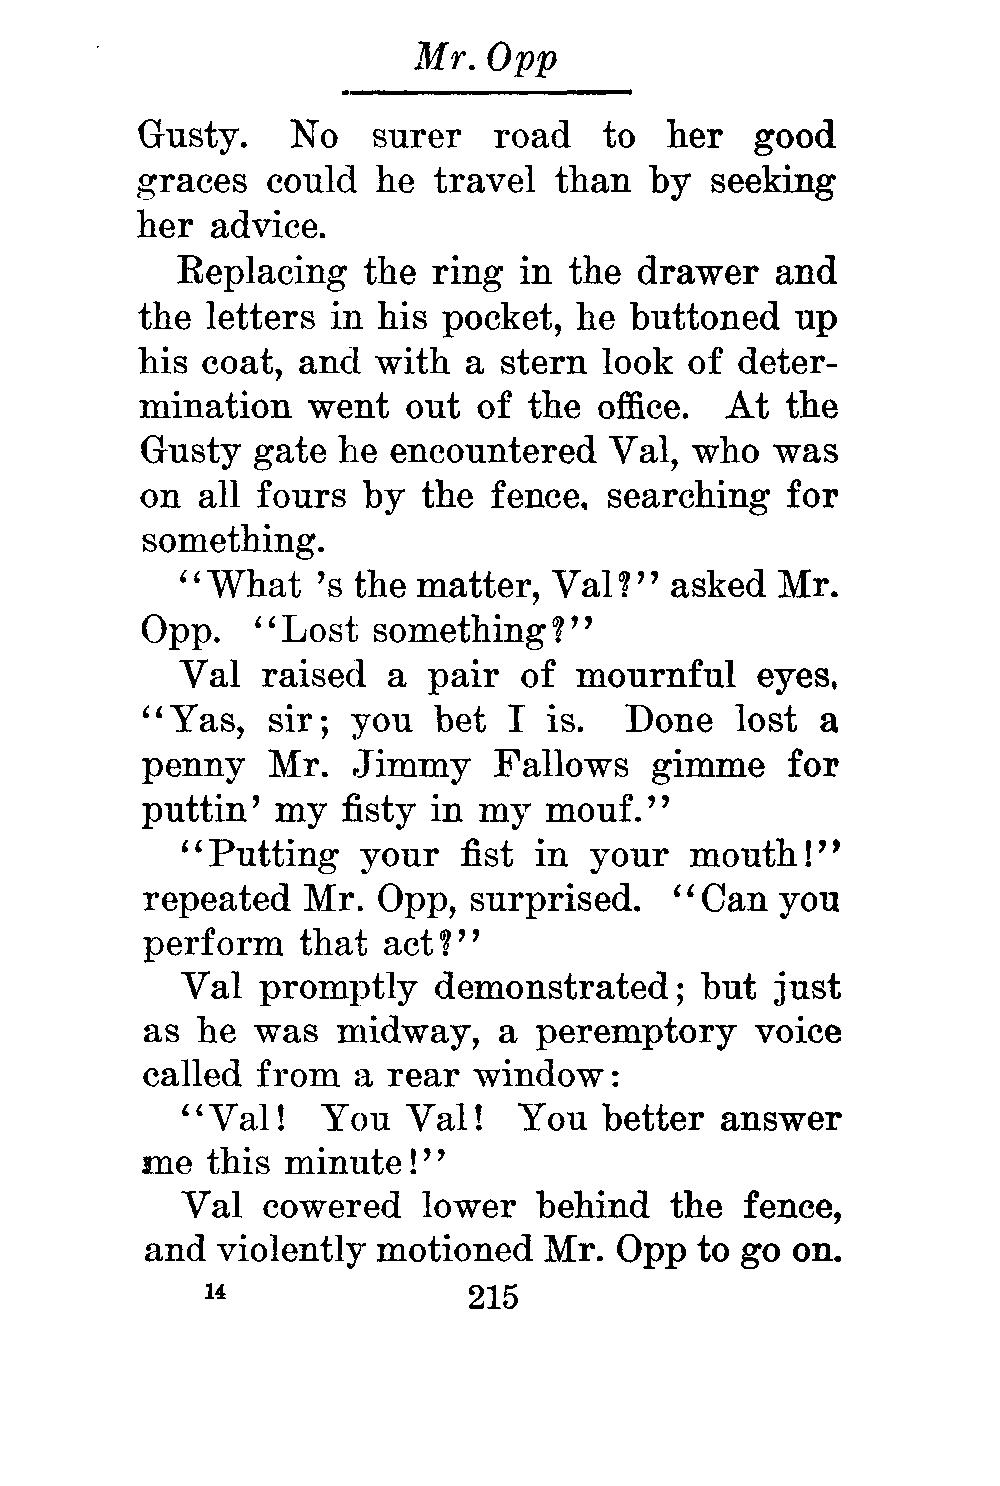 Mr. Opp
Gusty. No surer road to her good
graces could he travel than by seeking
her advice.
Replacing the ring in the drawer and
the letters in his pocket, he buttoned up
his coat, and with a stern look of deter-
mination went out of the office. At the
Gusty gate he encountered Val, who was
on all fours by the fence, searching for
something.
"What 's the matter, Val?" asked Mr.
Opp. "Lost something?"
Val raised a pair of mournful eyes,
"Yas, sir; you bet I is. Done lost a
penny Mr. Jimmy Fallows gimme for
puttin' my fisty in my mouf."
"Putting your fist in your mouth!"
repeated Mr. Opp, surprised. "Can you
perform that act?"
Val promptly demonstrated; but just
as he was midway, a peremptory voice
called from a rear window:
"Val! You Val! You better answer
me this minute!"
Val cowered lower behind the fence,
and violently motioned Mr. Opp to go on.
14 215